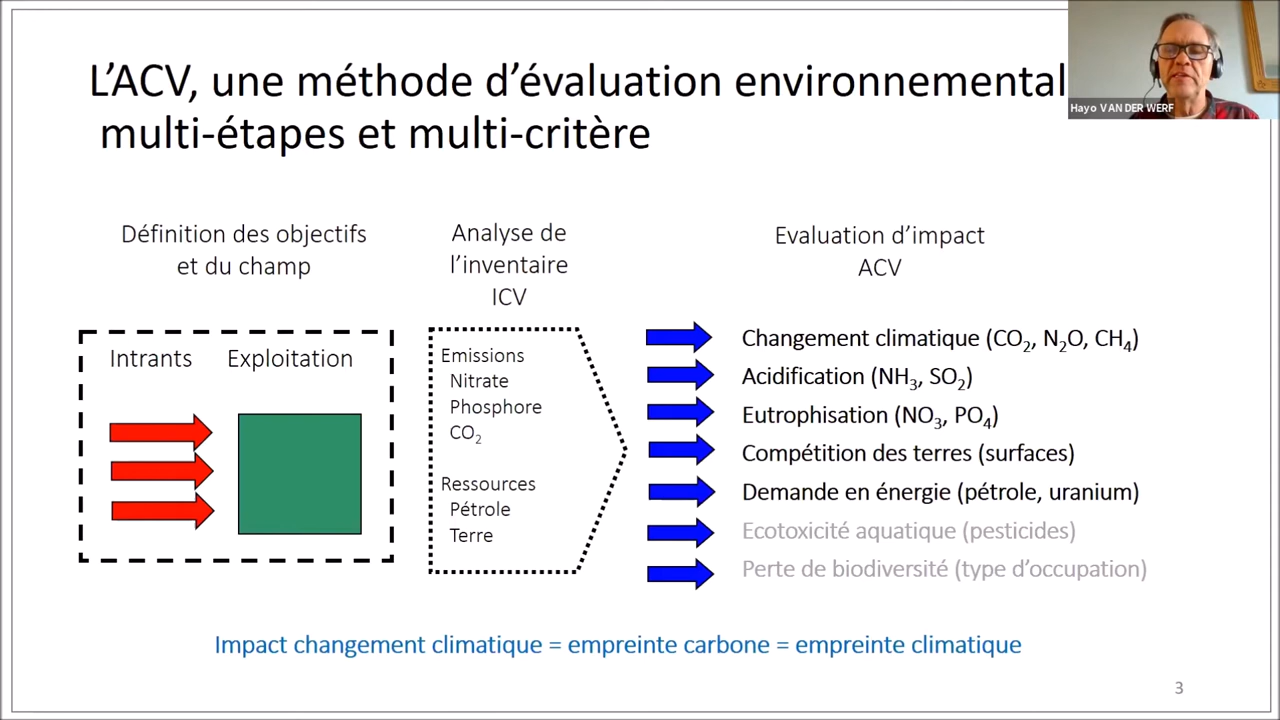 L'ACV, une méthode d'évaluation environnemental
multi-étapes et multi-critère
Hayo VAN DER WERF
Définition des objectifs
et du champ
Analyse de
l'inventaire
ICV
Evaluation d'impact
ACV
Intrants Exploitation
Emissions
Nitrate
Phosphore
CO₂
Ressources
Pétrole
Terre
Changement climatique (CO₂, N₂O, CH₄)
Acidification (NH₃, SO₂)
Eutrophisation (NO₃, PO₄)
Compétition des terres (surfaces)
Demande en énergie (pétrole, uranium)
Ecotoxicité aquatique (pesticides)
Perte de biodiversité (type d'occupation)
Impact changement climatique = empreinte carbone = empreinte climatique
3